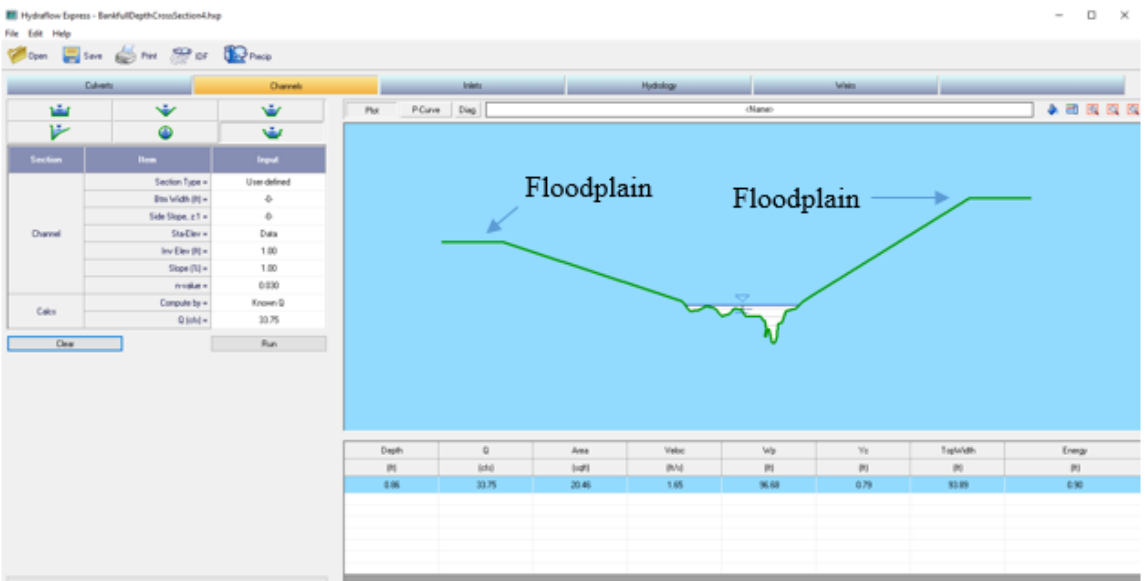 Hydraflow Express - BankfullDepthCrossSection4.hxp
File Edit Help
Open Save Print IDF Precip
Culverts Channels Inlets Hydrology Weirs
Plot P-Curve Diag <Name>
Section Item Input
Section Type = User-defined
Btm Width (ft) = -0-
Side Slope, z:1 = -0-
Channel Sta-Elev = Data
Inv Elev (ft) = 1.00
Slope (%) = 1.00
n-value = 0.030
Calcs Compute by = Known Q
Q (cfs) = 33.75
Clear Run
Floodplain
Floodplain
Depth Q Area Veloc Wp Yc TopWidth Energy
(ft) (cfs) (sqft) (ft/s) (ft) (ft) (ft) (ft)
0.86 33.75 20.46 1.65 96.68 0.79 93.89 0.90